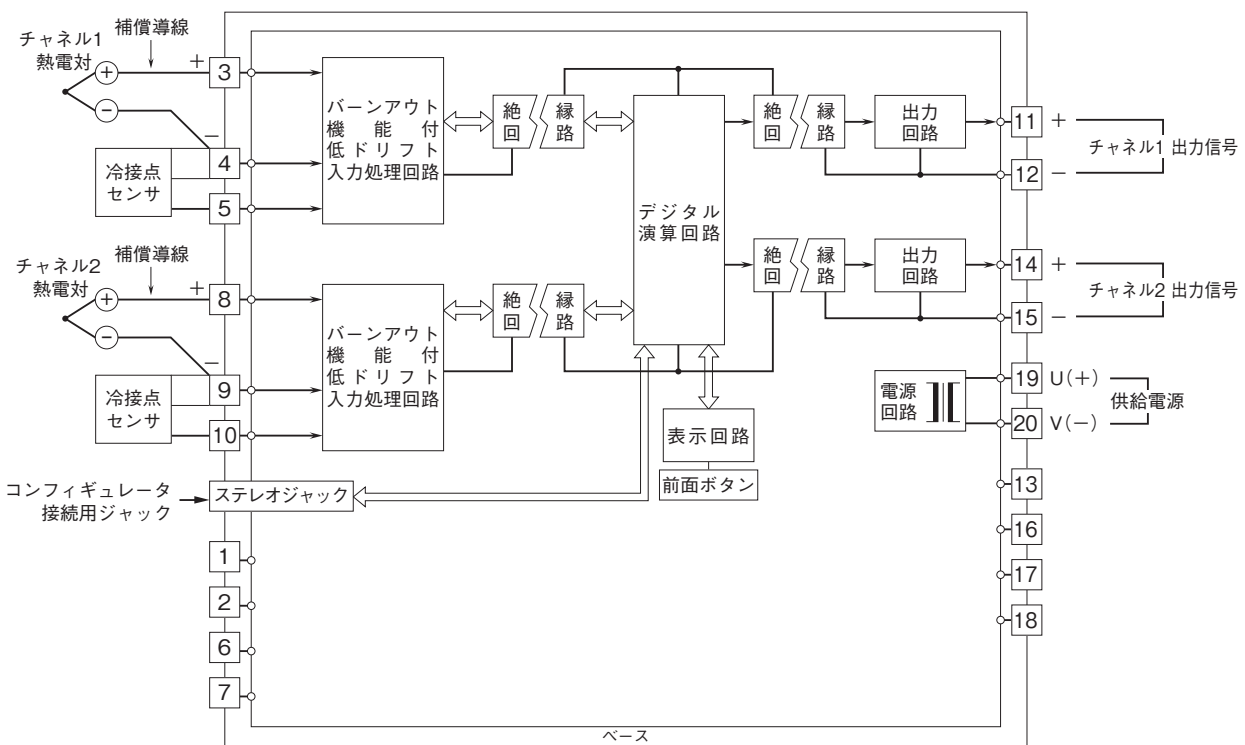 チャネル1
熱電対
補償導線
+
−
+
−
3
4
5
冷接点
センサ
バーンアウト
機能付
低ドリフト
入力処理回路
絶縁
回路
デジタル
演算回路
絶縁
回路
出力
回路
11 +
12 −
チャネル1 出力信号
チャネル2
熱電対
補償導線
+
−
+
−
8
9
10
冷接点
センサ
バーンアウト
機能付
低ドリフト
入力処理回路
絶縁
回路
絶縁
回路
出力
回路
14 +
15 −
チャネル2 出力信号
電源
回路
19 U(+)
20 V(−)
供給電源
表示回路
前面ボタン
コンフィギュレータ
接続用ジャック
ステレオジャック
1
2
6
7
13
16
17
18
ベース